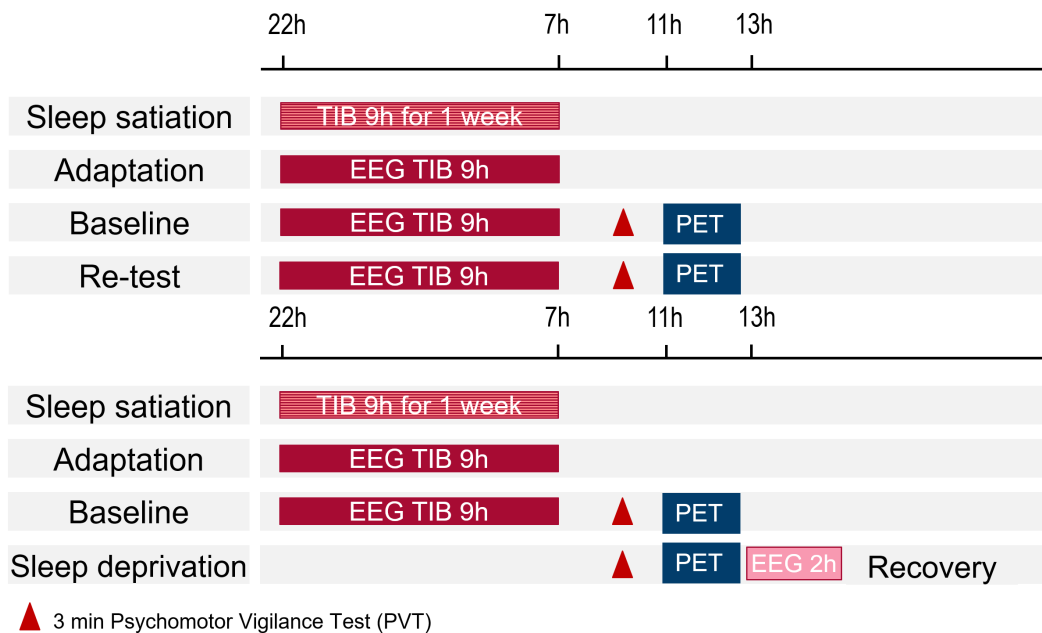 22h 7h 11h 13h
Sleep satiation TIB 9h for 1 week
Adaptation EEG TIB 9h
Baseline EEG TIB 9h PET
Re-test EEG TIB 9h PET
22h 7h 11h 13h
Sleep satiation TIB 9h for 1 week
Adaptation EEG TIB 9h
Baseline EEG TIB 9h PET
Sleep deprivation PET EEG 2h Recovery
3 min Psychomotor Vigilance Test (PVT)